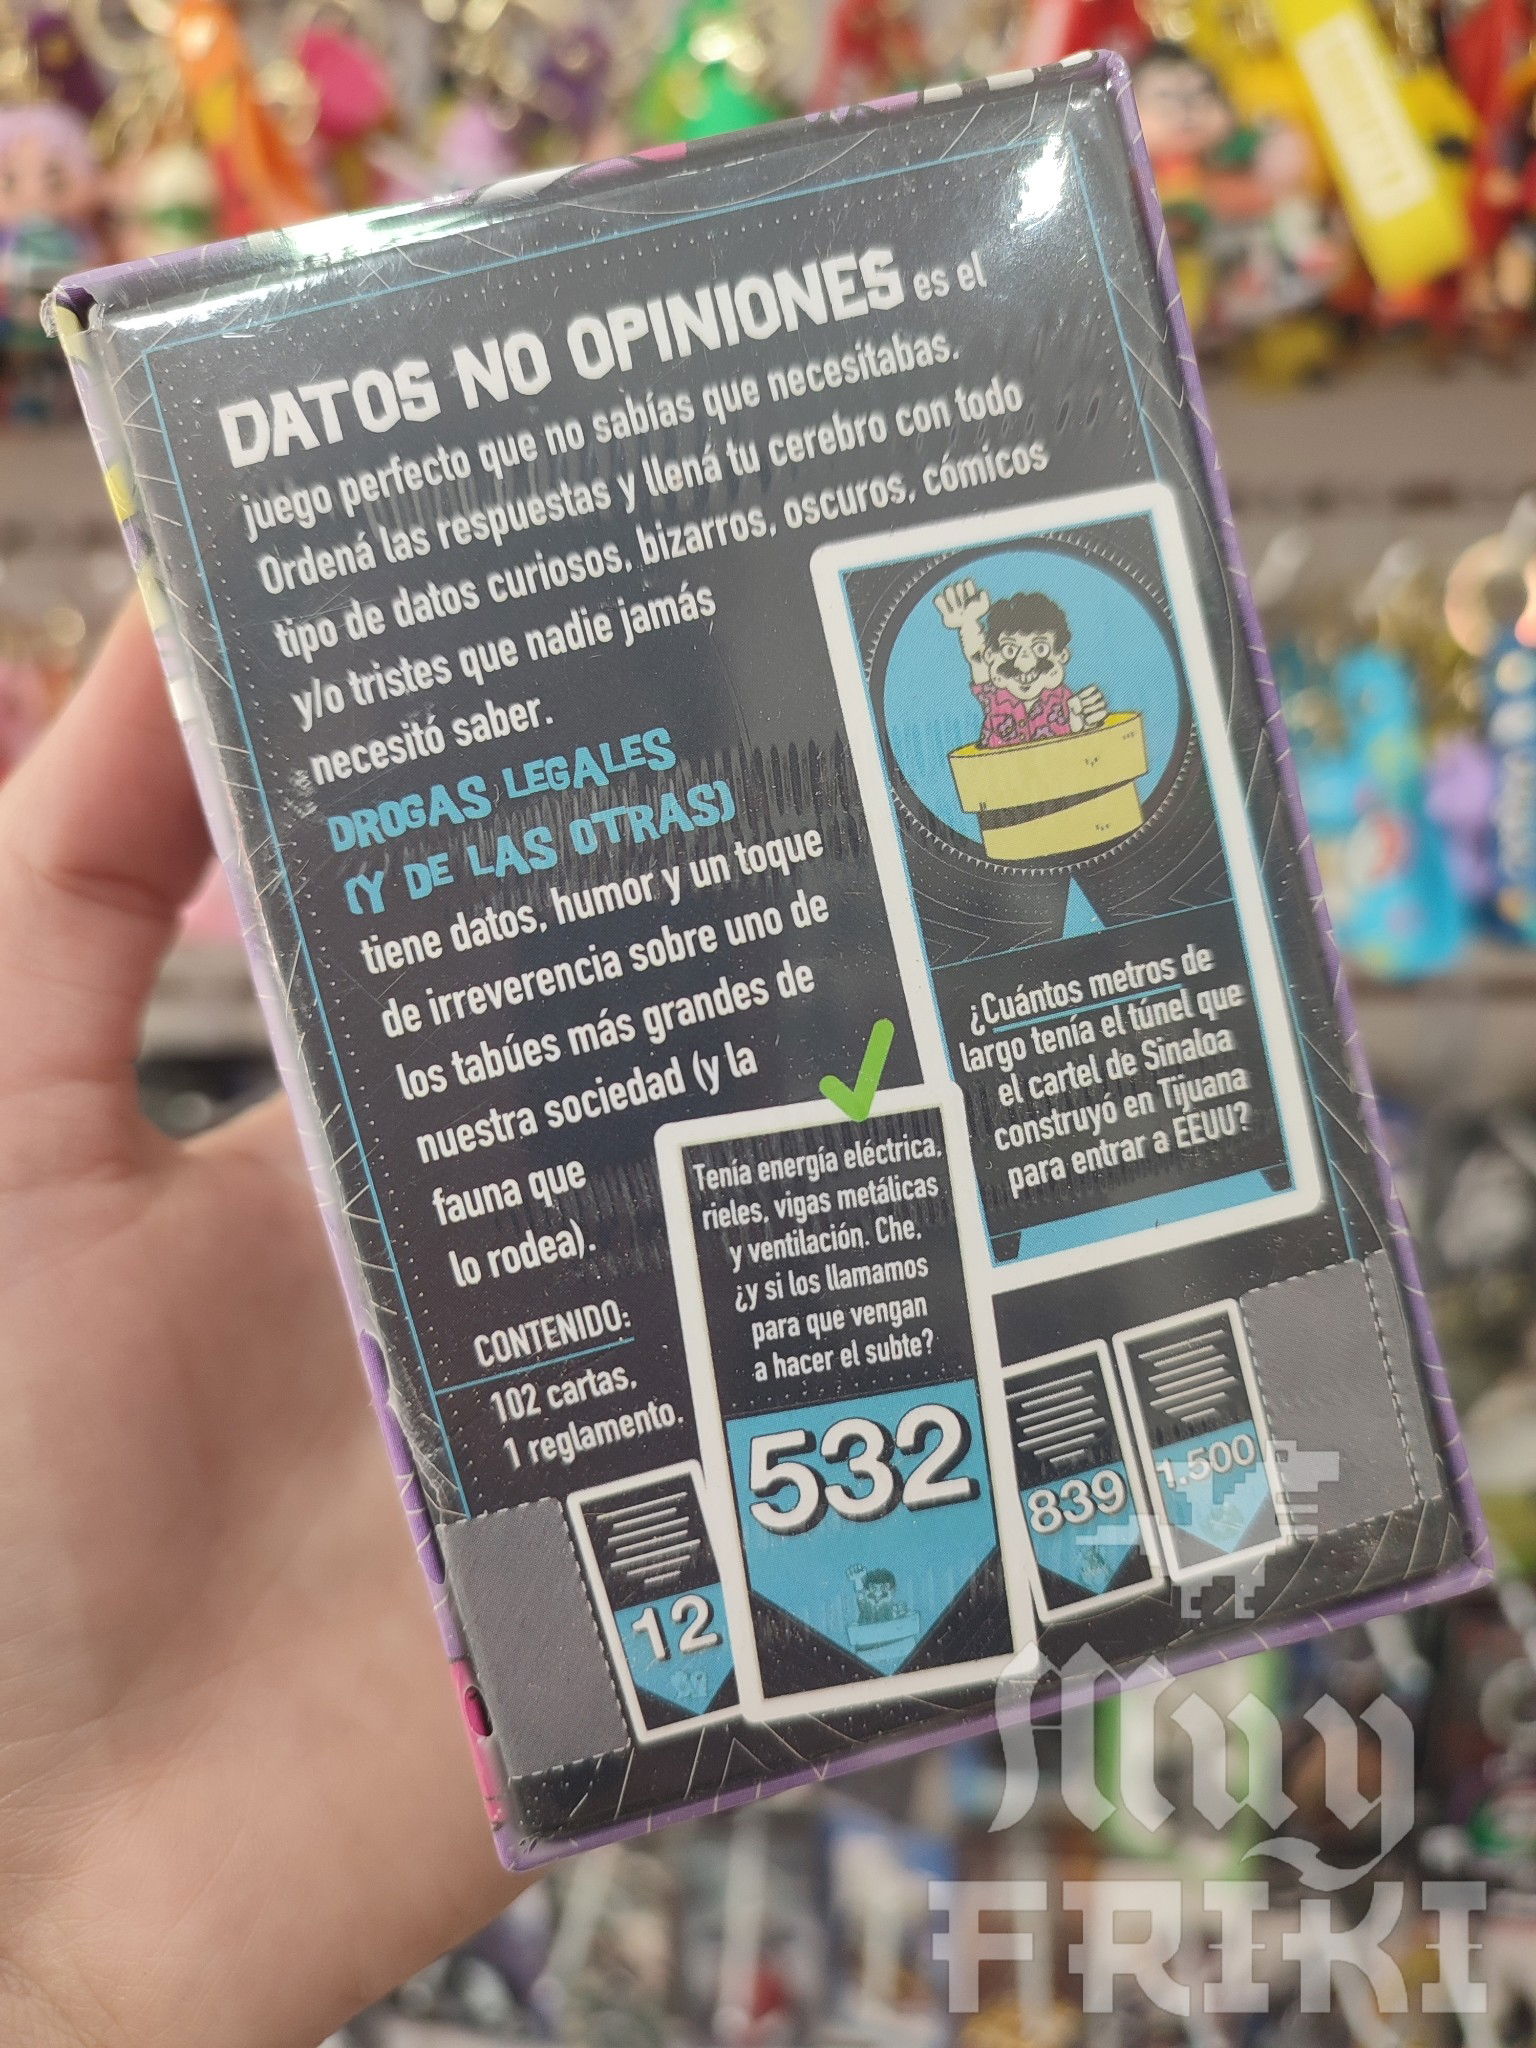 DATOS NO OPINIONES es el
juego perfecto que no sabías que necesitabas.
Ordená las respuestas y llená tu cerebro con todo
tipo de datos curiosos, bizarros, oscuros, cómicos
y/o tristes que nadie jamás
necesitó saber.
DROGAS LEGALES
(Y DE LAS OTRAS)
tiene datos, humor y un toque
de irreverencia sobre uno de
los tabúes más grandes de
nuestra sociedad (y la
fauna que
lo rodea).
CONTENIDO:
102 cartas,
1 reglamento.
¿Cuántos metros de
largo tenía el túnel que
el cartel de Sinaloa
construyó en Tijuana
para entrar a EEUU?
Tenía energía eléctrica,
rieles, vigas metálicas
y ventilación. Che,
¿y si los llamamos
para que vengan
a hacer el subte?
12
532
839
1.500
Muy
FRIKI